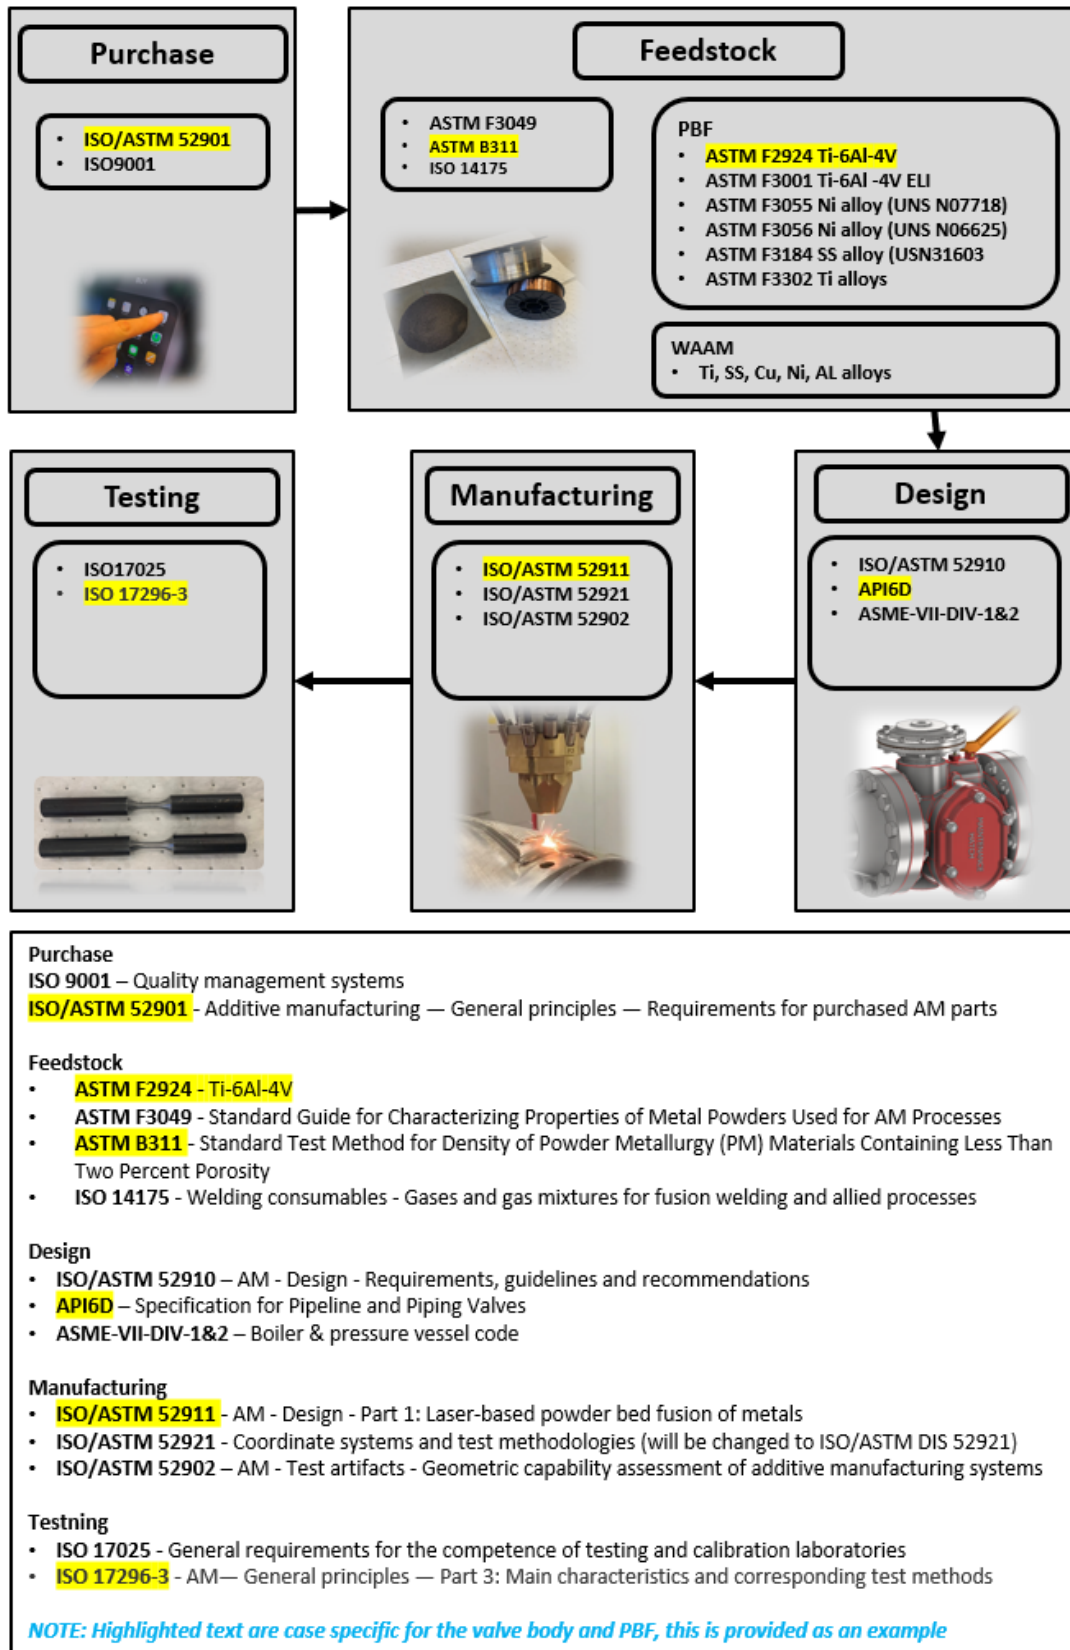 Purchase
• ISO/ASTM 52901
• ISO9001
Feedstock
• ASTM F3049
• ASTM B311
• ISO 14175
PBF
• ASTM F2924 Ti-6Al-4V
• ASTM F3001 Ti-6Al -4V ELI
• ASTM F3055 Ni alloy (UNS N07718)
• ASTM F3056 Ni alloy (UNS N06625)
• ASTM F3184 SS alloy (USN31603
• ASTM F3302 Ti alloys
WAAM
• Ti, SS, Cu, Ni, AL alloys
Testing
• ISO17025
• ISO 17296-3
Manufacturing
• ISO/ASTM 52911
• ISO/ASTM 52921
• ISO/ASTM 52902
Design
• ISO/ASTM 52910
• API6D
• ASME-VII-DIV-1&2
Purchase
ISO 9001 – Quality management systems
ISO/ASTM 52901 - Additive manufacturing — General principles — Requirements for purchased AM parts
Feedstock
• ASTM F2924 - Ti-6Al-4V
• ASTM F3049 - Standard Guide for Characterizing Properties of Metal Powders Used for AM Processes
• ASTM B311 - Standard Test Method for Density of Powder Metallurgy (PM) Materials Containing Less Than
Two Percent Porosity
• ISO 14175 - Welding consumables - Gases and gas mixtures for fusion welding and allied processes
Design
• ISO/ASTM 52910 – AM - Design - Requirements, guidelines and recommendations
• API6D – Specification for Pipeline and Piping Valves
• ASME-VII-DIV-1&2 – Boiler & pressure vessel code
Manufacturing
• ISO/ASTM 52911 - AM - Design - Part 1: Laser-based powder bed fusion of metals
• ISO/ASTM 52921 - Coordinate systems and test methodologies (will be changed to ISO/ASTM DIS 52921)
• ISO/ASTM 52902 – AM - Test artifacts - Geometric capability assessment of additive manufacturing systems
Testning
• ISO 17025 - General requirements for the competence of testing and calibration laboratories
• ISO 17296-3 - AM— General principles — Part 3: Main characteristics and corresponding test methods
NOTE: Highlighted text are case specific for the valve body and PBF, this is provided as an example